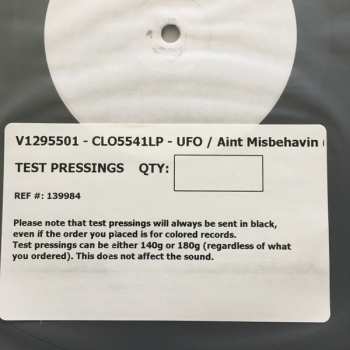 V1295501 - CLO5541LP - UFO / Aint Misbehavin
TEST PRESSINGS QTY:
REF #: 139984
Please note that test pressings will always be sent in black,
even if the order you placed is for colored records.
Test pressings can be either 140g or 180g (regardless of what
you ordered). This does not affect the sound.